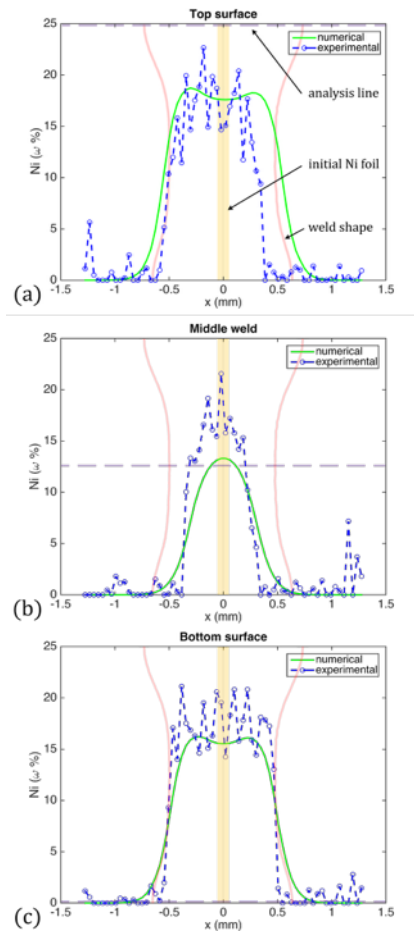 Top surface
25
20
15
10
5
0
Ni (ω %)
numerical
experimental
analysis line
initial Ni foil
weld shape
-1.5 -1 -0.5 0 0.5 1 1.5
x (mm)
(a)
Middle weld
25
20
15
10
5
0
Ni (ω %)
numerical
experimental
-1.5 -1 -0.5 0 0.5 1 1.5
x (mm)
(b)
Bottom surface
25
20
15
10
5
0
Ni (ω %)
numerical
experimental
-1.5 -1 -0.5 0 0.5 1 1.5
x (mm)
(c)